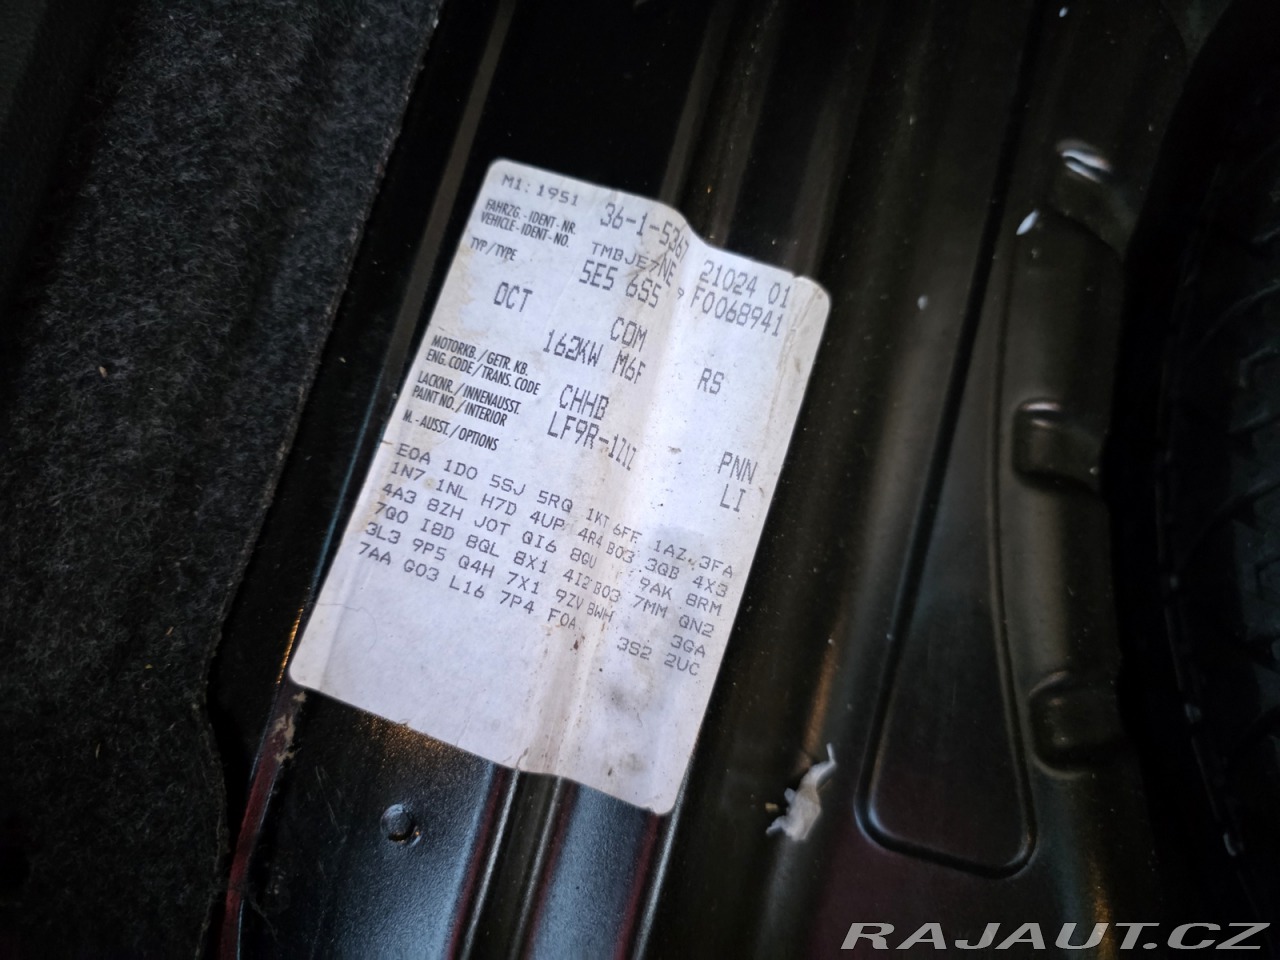 M1: 1951 36-1-5367 21024 01
FAHRZG.-IDENT-NR.
VEHICLE-IDENT-NO. TMBJE7NE F0068941
TYP/TYPE 5E5 6S5
OCT COM RS
162KW M6F
MOTORKB./GETR. KB.
ENG. CODE/TRANS. CODE CHHB PNN
LACKNR./INNENAUSST.
PAINT NO./INTERIOR LF9R-1Z1Z LI
M.-AUSST./OPTIONS
E0A 1D0 5SJ 5RQ 1KT 6FF 1AZ 3FA
1N7 1NL H7D 4UP 4R4 B03 3QB 4X3
4A3 8ZH J0T QI6 8GU 9AK 8RM
7Q0 I8D 8QL 8X1 4I2 B03 7MM QN2
3L3 9P5 Q4H 7X1 9ZV 8WH 3GA
7AA G03 L16 7P4 F0A 3S2 2UC
RAJAUT.CZ